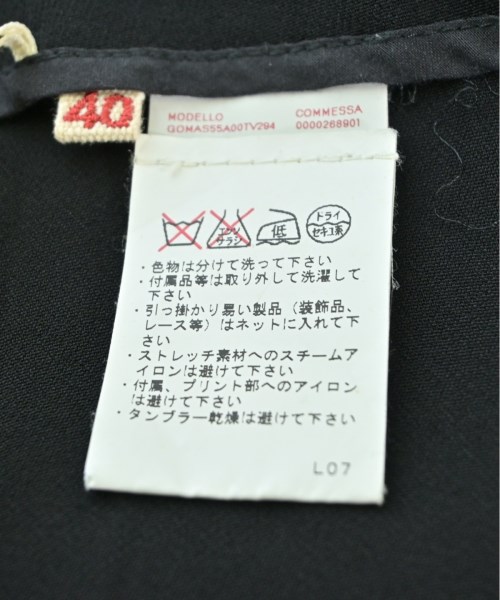 40
MODELLO COMMESSA
GOMAS55A00TV294 0000268901
エンソ
サラシ
低
ドライ
セキユ系
・色物は分けて洗って下さい
・付属品等は取り外して洗濯して
下さい
・引っ掛かり易い製品（装飾品、
レース等）はネットに入れて下
さい
・ストレッチ素材へのスチームア
イロンは避けて下さい
・付属、プリント部へのアイロン
は避けて下さい
・タンブラー乾燥は避けて下さい
L07